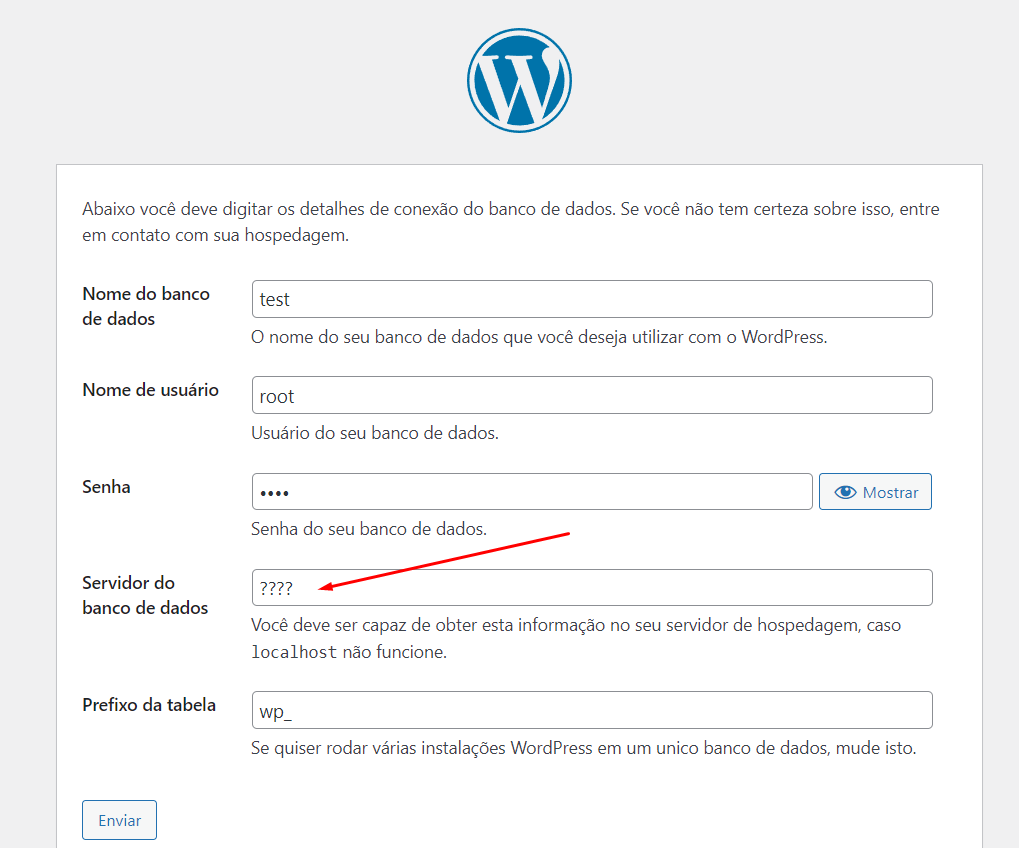 Abaixo você deve digitar os detalhes de conexão do banco de dados. Se você não tem certeza sobre isso, entre
em contato com sua hospedagem.
Nome do banco
de dados
test
O nome do seu banco de dados que você deseja utilizar com o WordPress.
Nome de usuário
root
Usuário do seu banco de dados.
Senha
••••
Mostrar
Senha do seu banco de dados.
Servidor do
banco de dados
????
Você deve ser capaz de obter esta informação no seu servidor de hospedagem, caso
localhost não funcione.
Prefixo da tabela
wp_
Se quiser rodar várias instalações WordPress em um unico banco de dados, mude isto.
Enviar